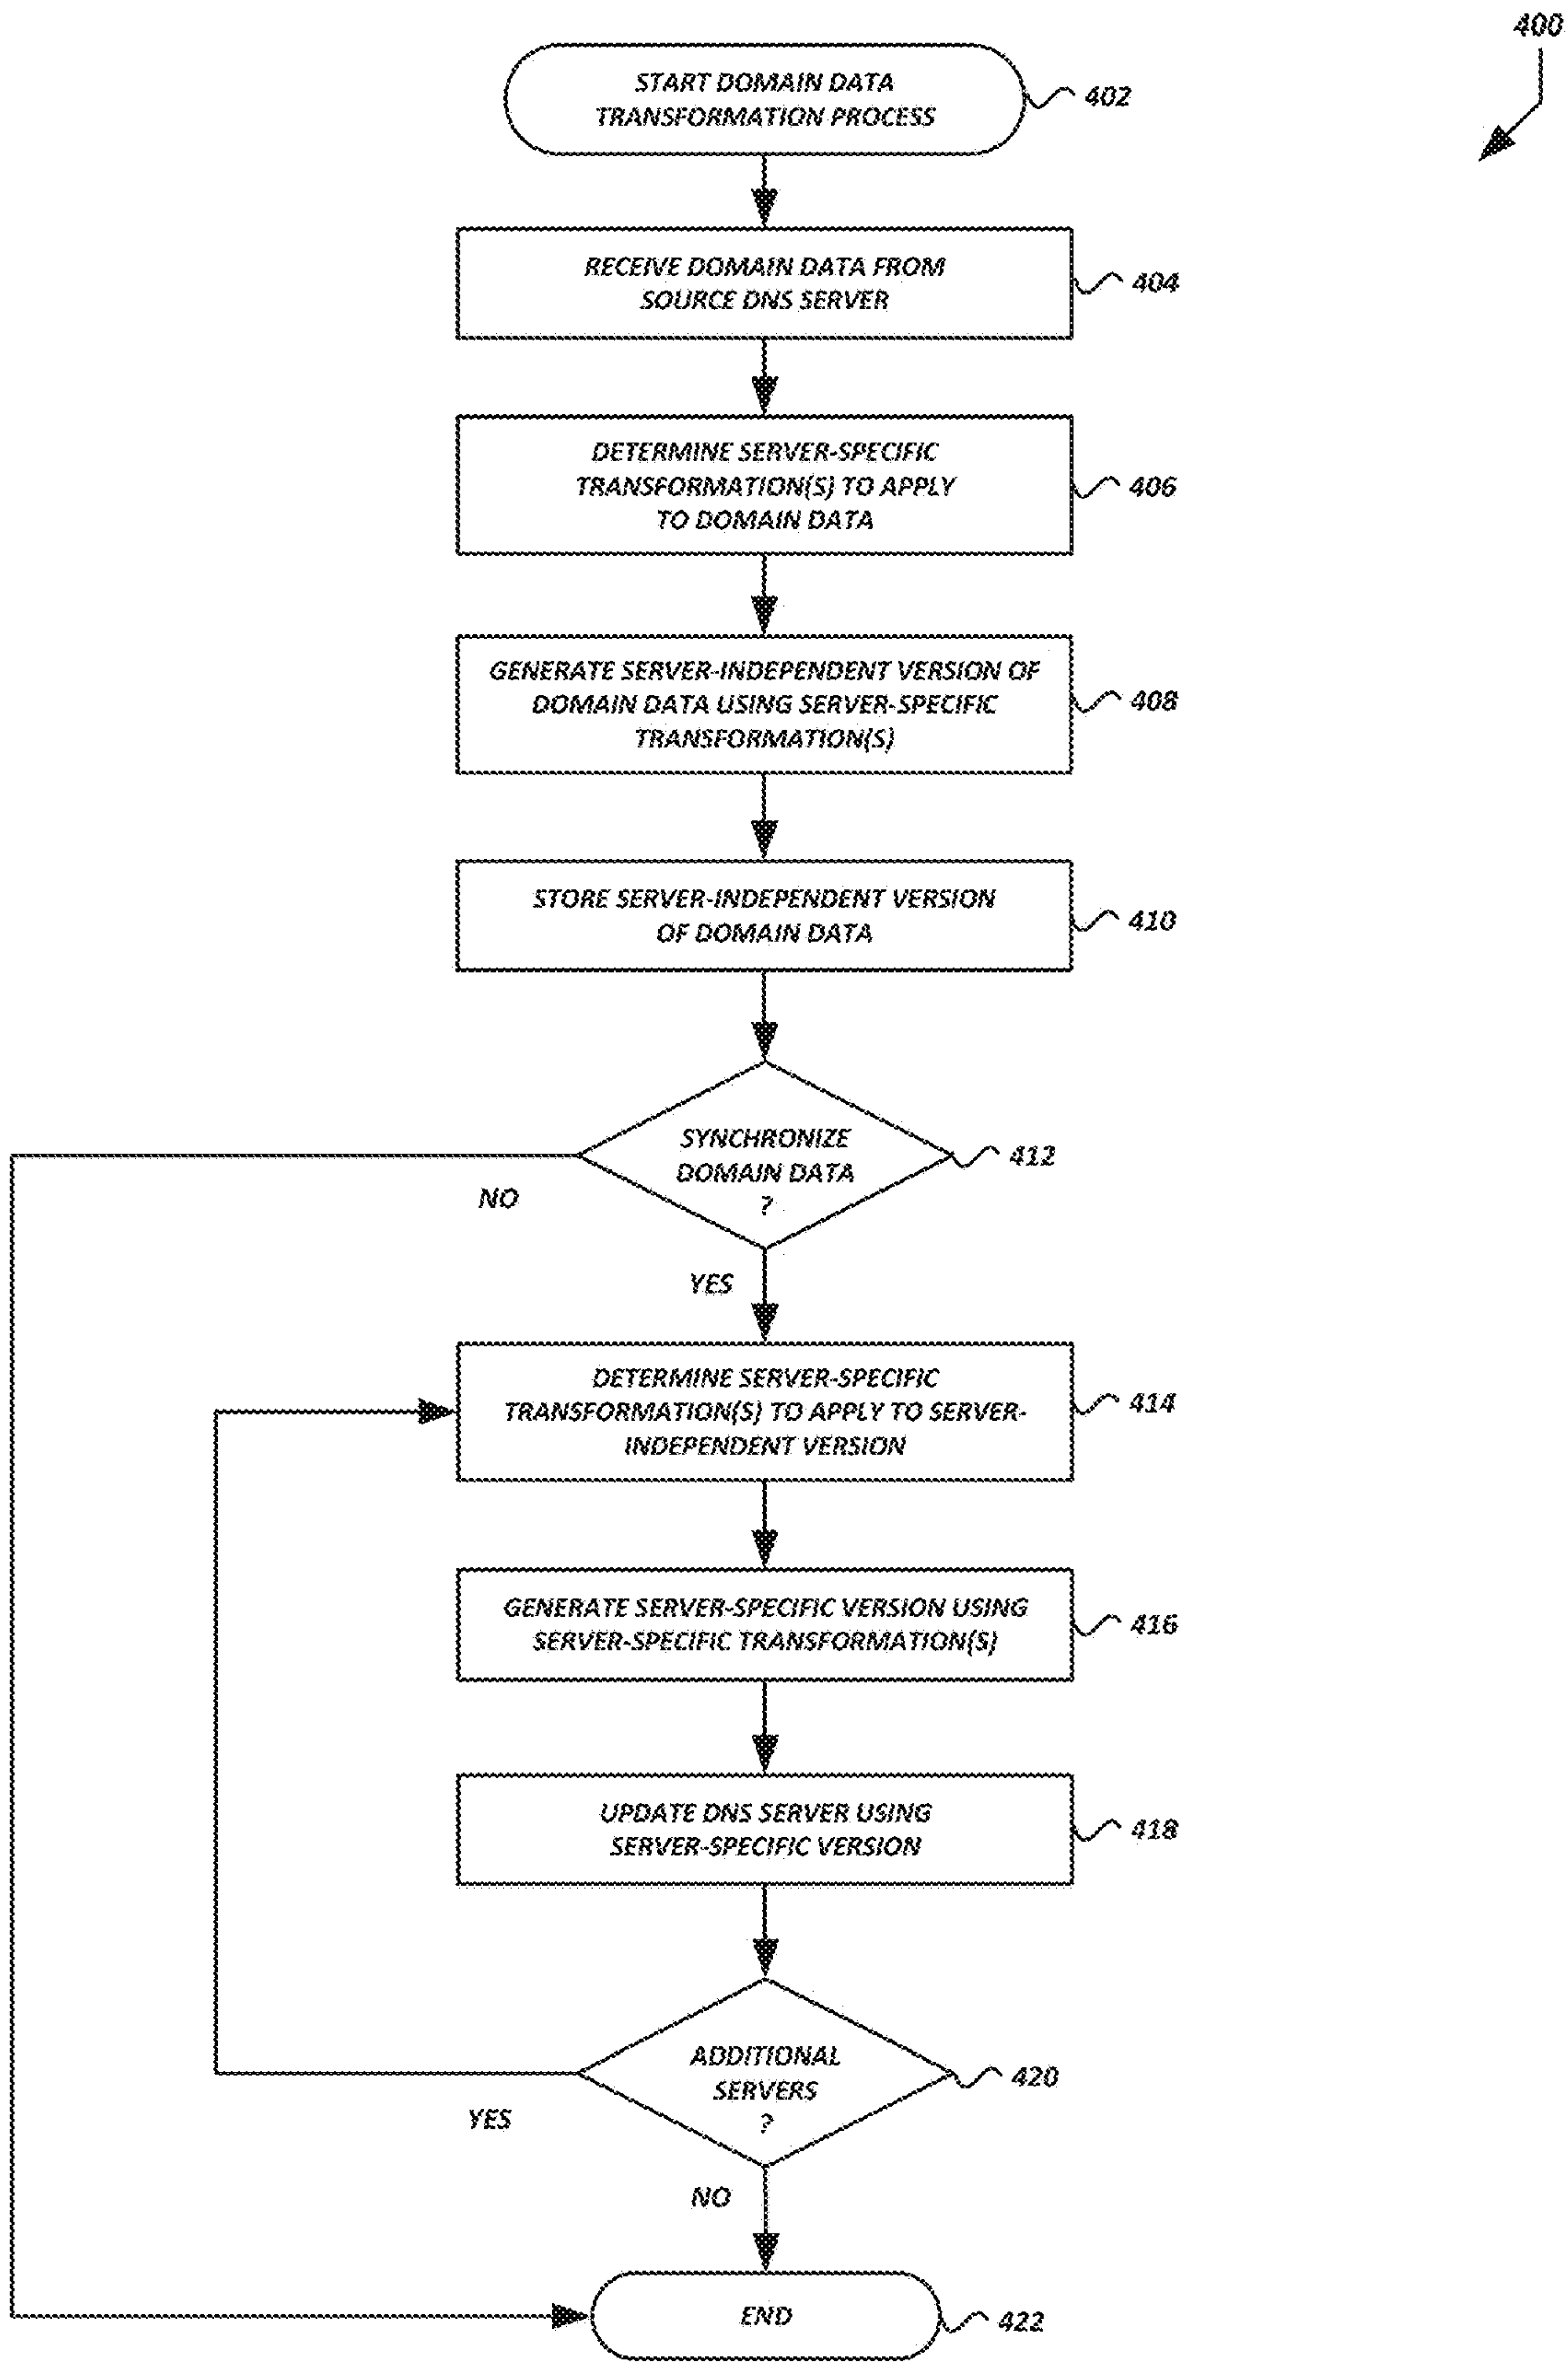 400
START DOMAIN DATA
TRANSFORMATION PROCESS
402
RECEIVE DOMAIN DATA FROM
SOURCE DNS SERVER
404
DETERMINE SERVER-SPECIFIC
TRANSFORMATION(S) TO APPLY
TO DOMAIN DATA
406
GENERATE SERVER-INDEPENDENT VERSION OF
DOMAIN DATA USING SERVER-SPECIFIC
TRANSFORMATION(S)
408
STORE SERVER-INDEPENDENT VERSION
OF DOMAIN DATA
410
SYNCHRONIZE
DOMAIN DATA
?
412
NO
YES
DETERMINE SERVER-SPECIFIC
TRANSFORMATION(S) TO APPLY TO SERVER-
INDEPENDENT VERSION
414
GENERATE SERVER-SPECIFIC VERSION USING
SERVER-SPECIFIC TRANSFORMATION(S)
416
UPDATE DNS SERVER USING
SERVER-SPECIFIC VERSION
418
ADDITIONAL
SERVERS
?
420
YES
NO
END
422